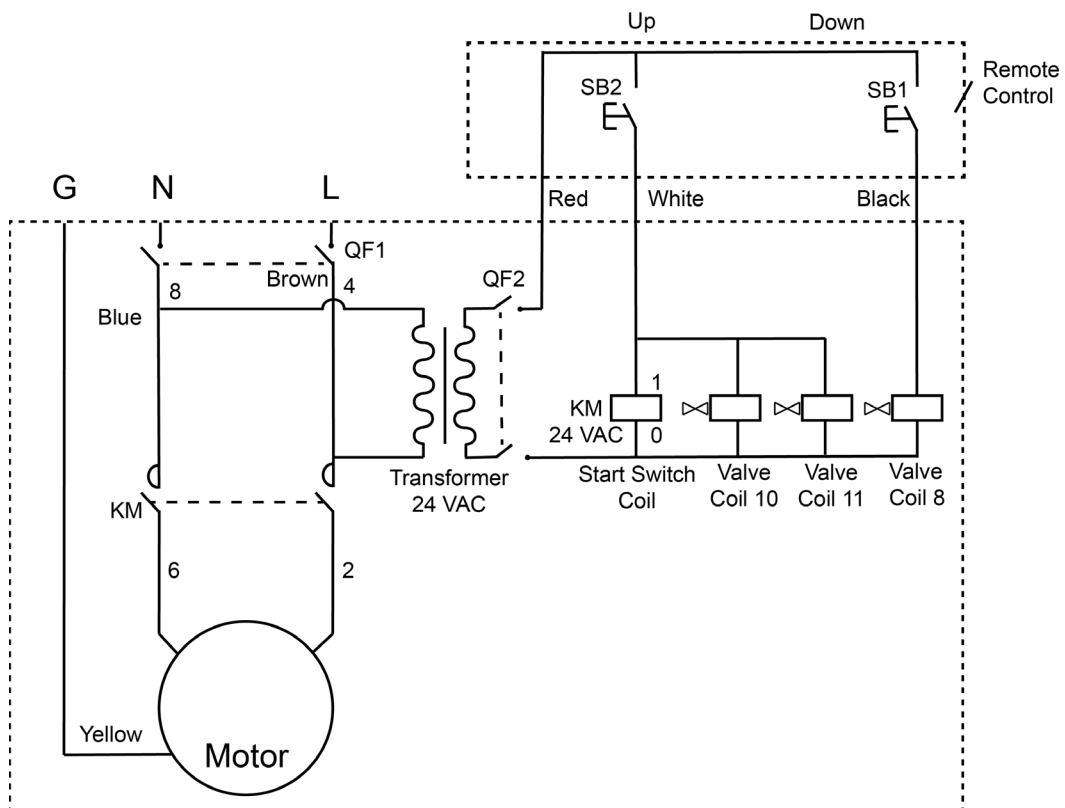 Up
Down
SB2
SB1
Remote
Control
G
N
L
Red
White
Black
QF1
Brown
4
8
QF2
Blue
1
KM
24 VAC
0
Transformer
24 VAC
Start Switch
Coil
Valve
Coil 10
Valve
Coil 11
Valve
Coil 8
KM
6
2
Yellow
Motor